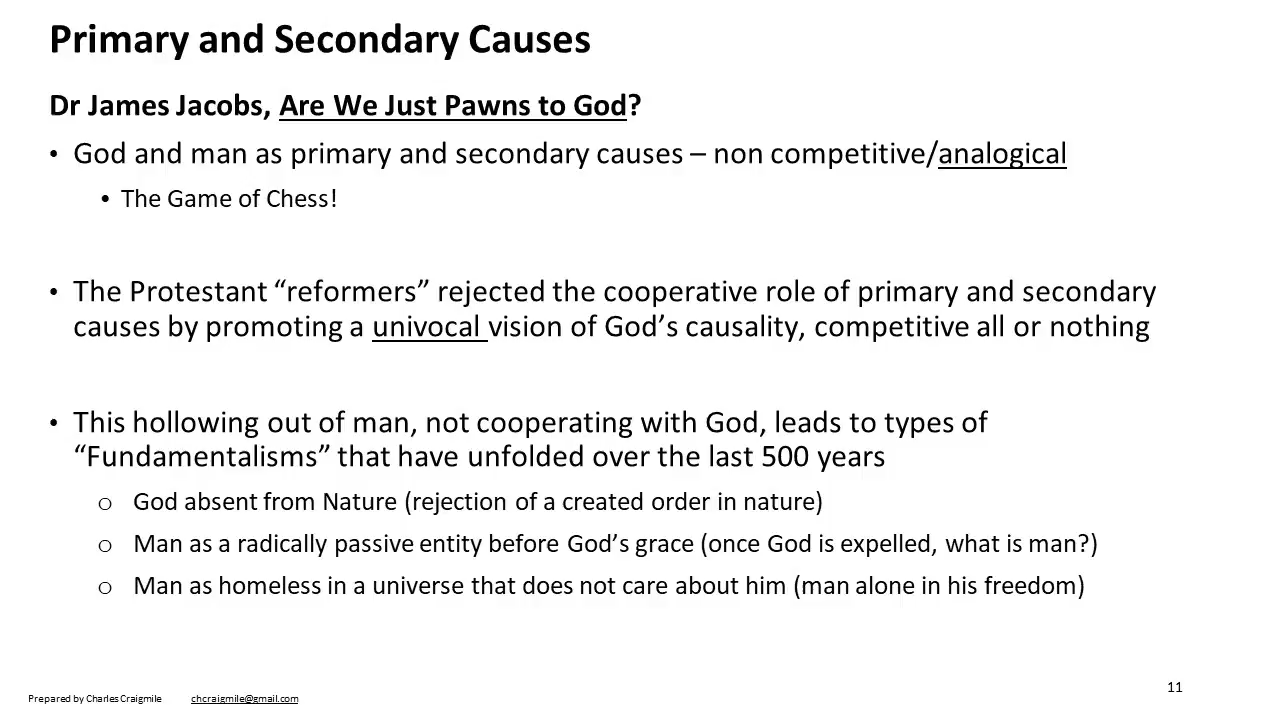 Primary and Secondary Causes
Dr James Jacobs, Are We Just Pawns to God?
• God and man as primary and secondary causes – non competitive/analogical
• The Game of Chess!
• The Protestant “reformers” rejected the cooperative role of primary and secondary
causes by promoting a univocal vision of God’s causality, competitive all or nothing
• This hollowing out of man, not cooperating with God, leads to types of
“Fundamentalisms” that have unfolded over the last 500 years
o God absent from Nature (rejection of a created order in nature)
o Man as a radically passive entity before God’s grace (once God is expelled, what is man?)
o Man as homeless in a universe that does not care about him (man alone in his freedom)
Prepared by Charles Craigmile chcraigmile@gmail.com
11